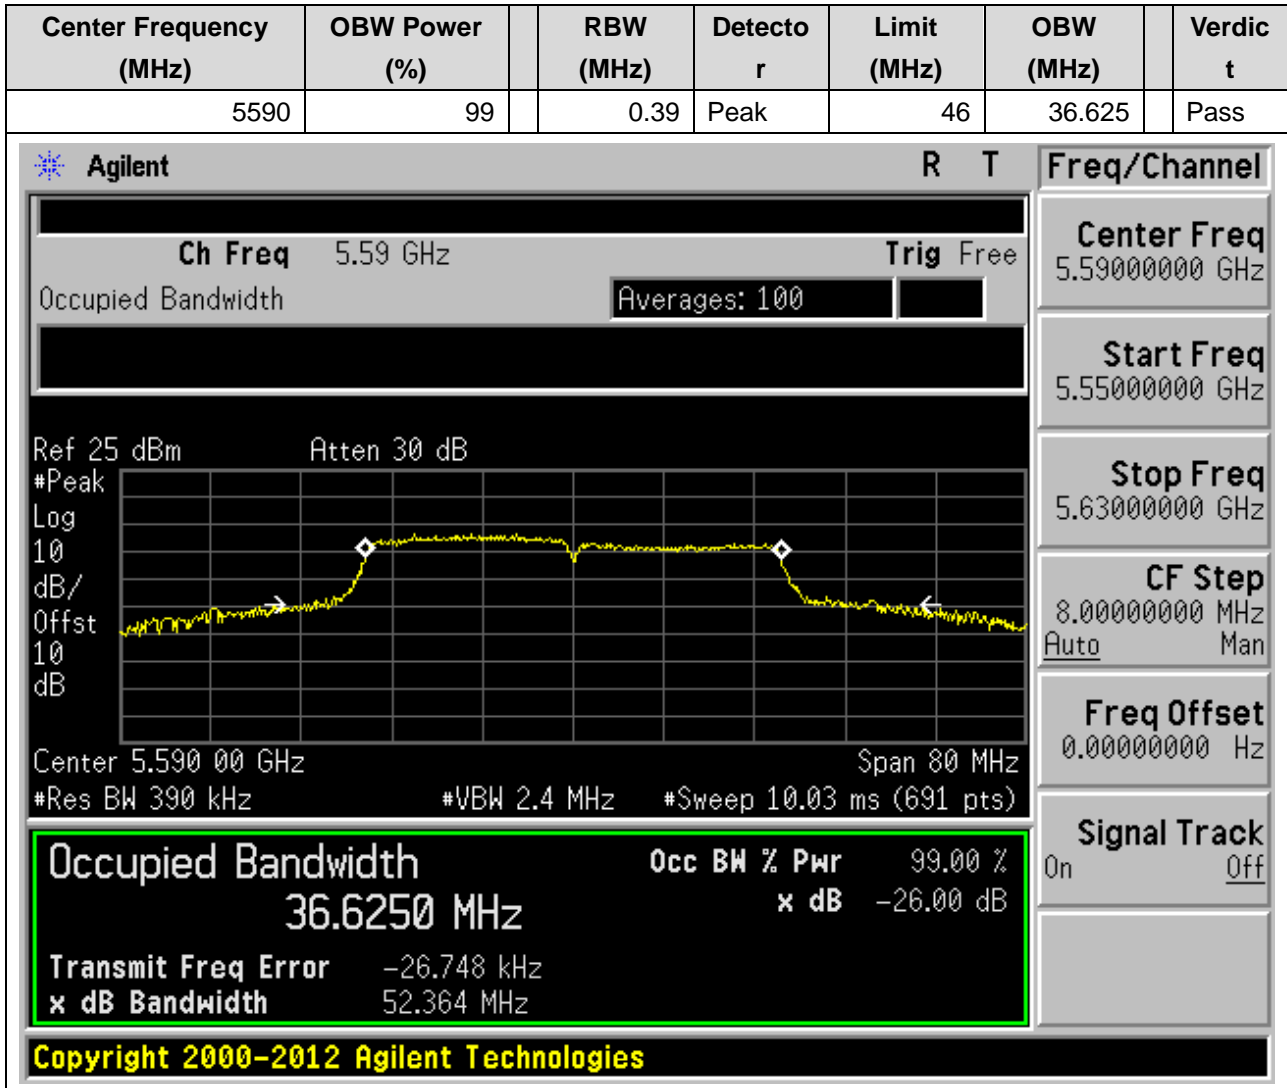 Center Frequency (MHz) OBW Power (%) RBW (MHz) Detecto r Limit (MHz) OBW (MHz) Verdic t
5590 99 0.39 Peak 46 36.625 Pass
Agilent R T Freq/Channel
Ch Freq 5.59 GHz Trig Free
Occupied Bandwidth Averages: 100
Center Freq
5.59000000 GHz
Start Freq
5.55000000 GHz
Stop Freq
5.63000000 GHz
CF Step
8.00000000 MHz
Auto Man
Freq Offset
0.00000000 Hz
Signal Track
On Off
Ref 25 dBm Atten 30 dB
#Peak
Log
10
dB/
Offst
10
dB
Center 5.590 00 GHz Span 80 MHz
#Res BW 390 kHz #VBW 2.4 MHz #Sweep 10.03 ms (691 pts)
Occupied Bandwidth Occ BW % Pwr 99.00 %
36.6250 MHz x dB -26.00 dB
Transmit Freq Error -26.748 kHz
x dB Bandwidth 52.364 MHz
Copyright 2000-2012 Agilent Technologies